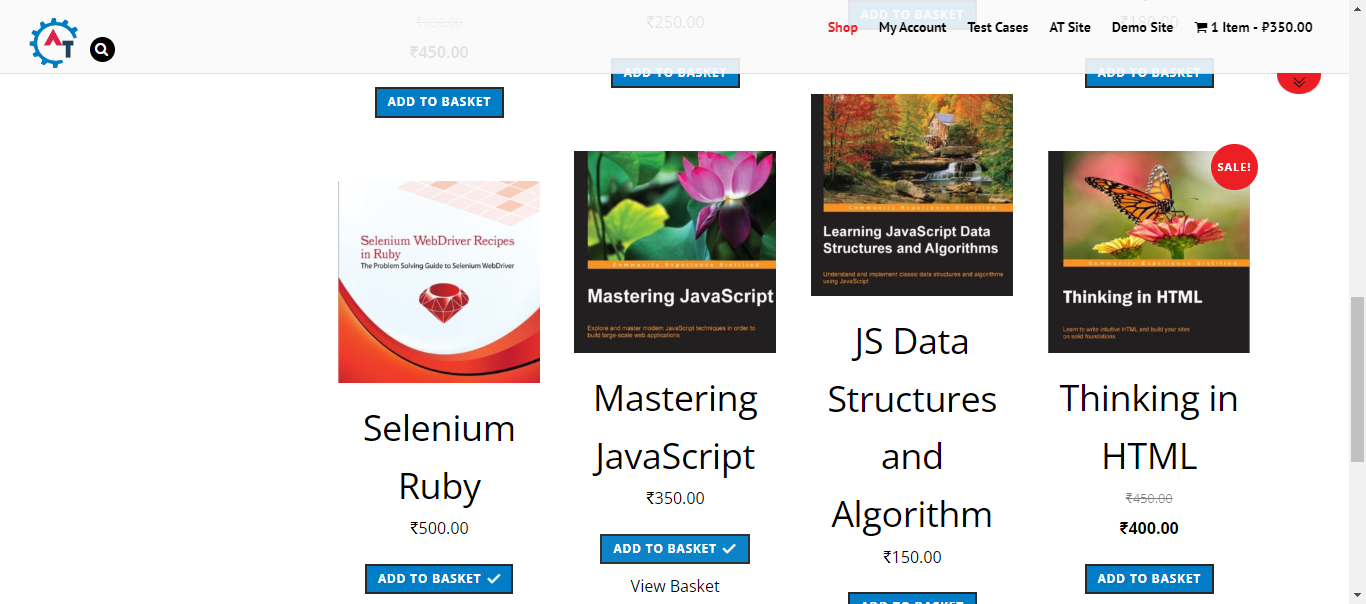 ₹600.00
₹450.00
₹250.00
ADD TO BASKET
₹180.00
AT
Shop
My Account
Test Cases
AT Site
Demo Site
1 Item - ₹350.00
ADD TO BASKET
ADD TO BASKET
ADD TO BASKET
Selenium WebDriver Recipes
in Ruby
The Problem Solving Guide to Selenium WebDriver
Selenium
Ruby
₹500.00
ADD TO BASKET
Community Experience Distilled
Mastering JavaScript
Explore and master modern JavaScript techniques in order to
build large-scale web applications
Mastering
JavaScript
₹350.00
ADD TO BASKET
View Basket
Community Experience Distilled
Learning JavaScript Data
Structures and Algorithms
Understand and implement classic data structures and algorithms
using JavaScript
JS Data
Structures
and
Algorithm
₹150.00
ADD TO BASKET
SALE!
Community Experience Distilled
Thinking in HTML
Learn to write intuitive HTML and build your sites
on solid foundations
Thinking in
HTML
₹450.00
₹400.00
ADD TO BASKET